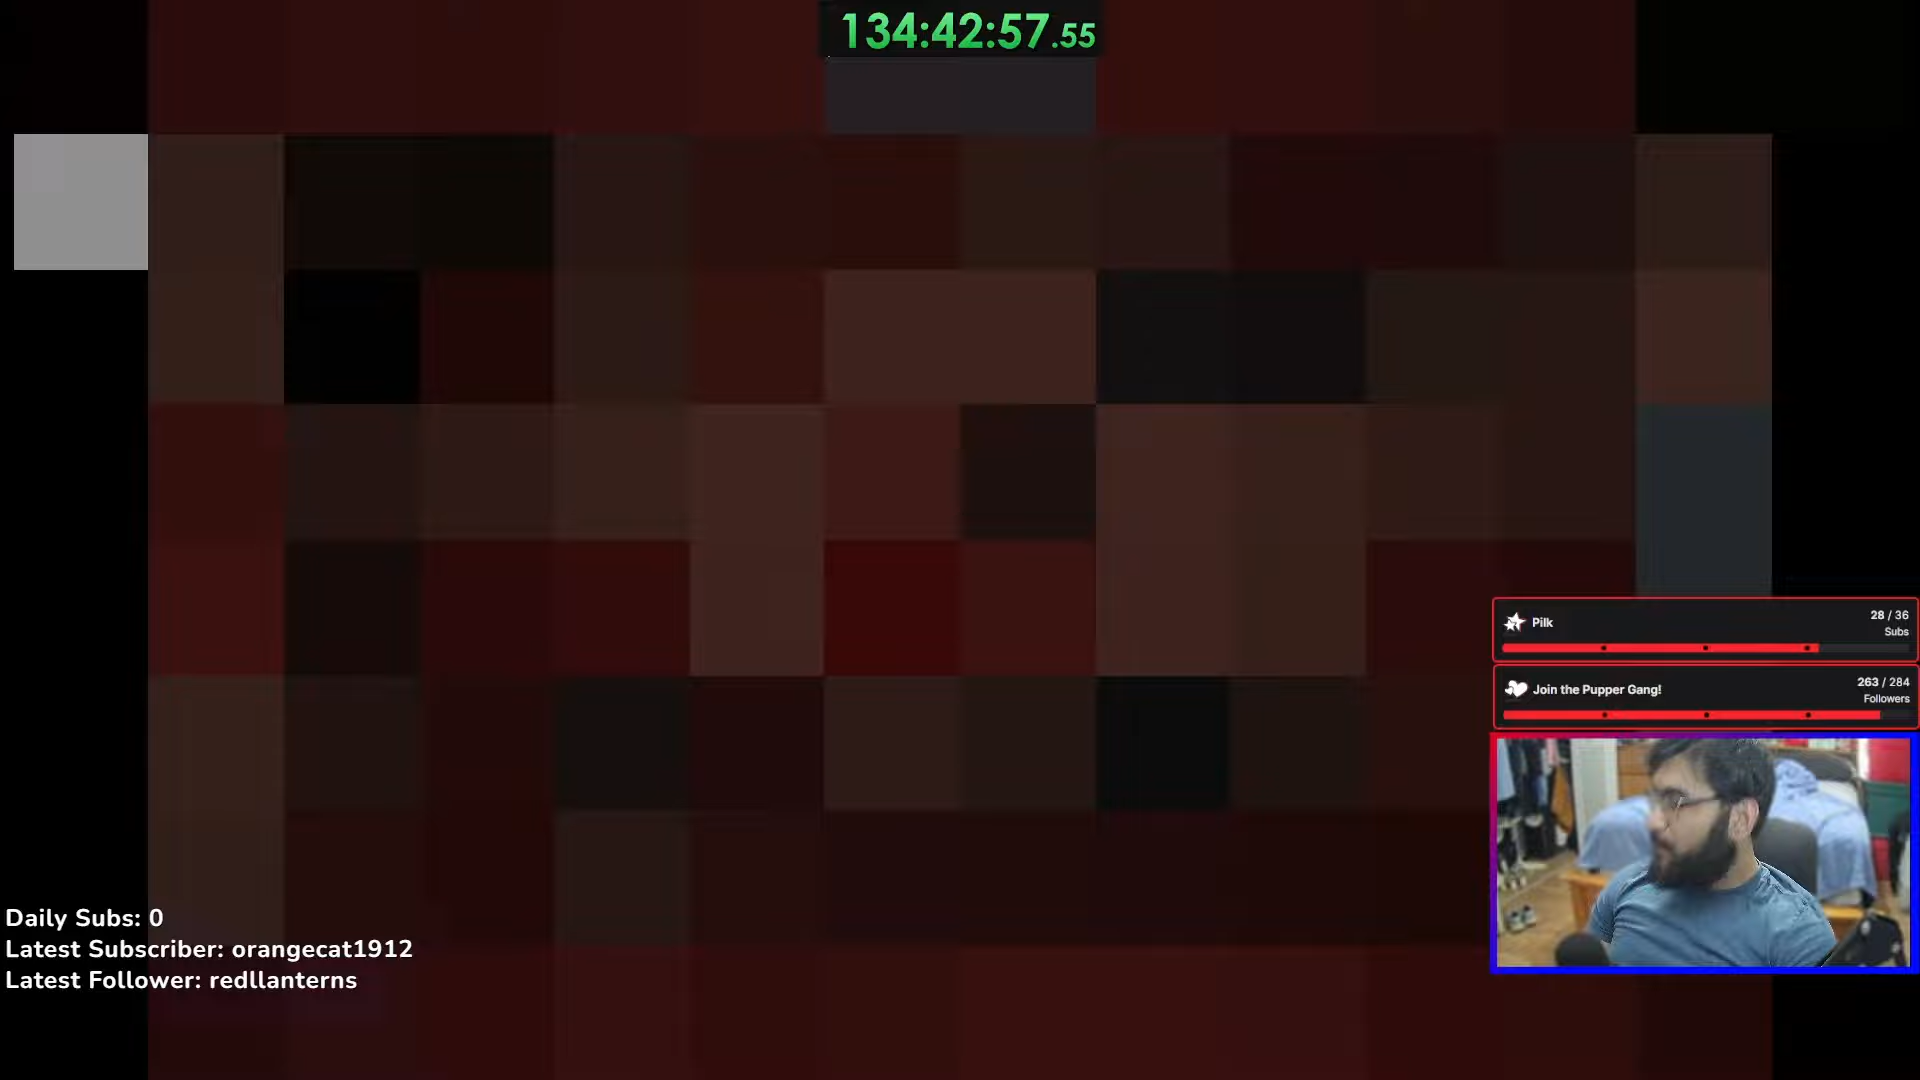 134:42:57.55
Pilk
28 / 36
Subs
Join the Pupper Gang!
263 / 284
Followers
Daily Subs: 0
Latest Subscriber: orangecat1912
Latest Follower: redllanterns